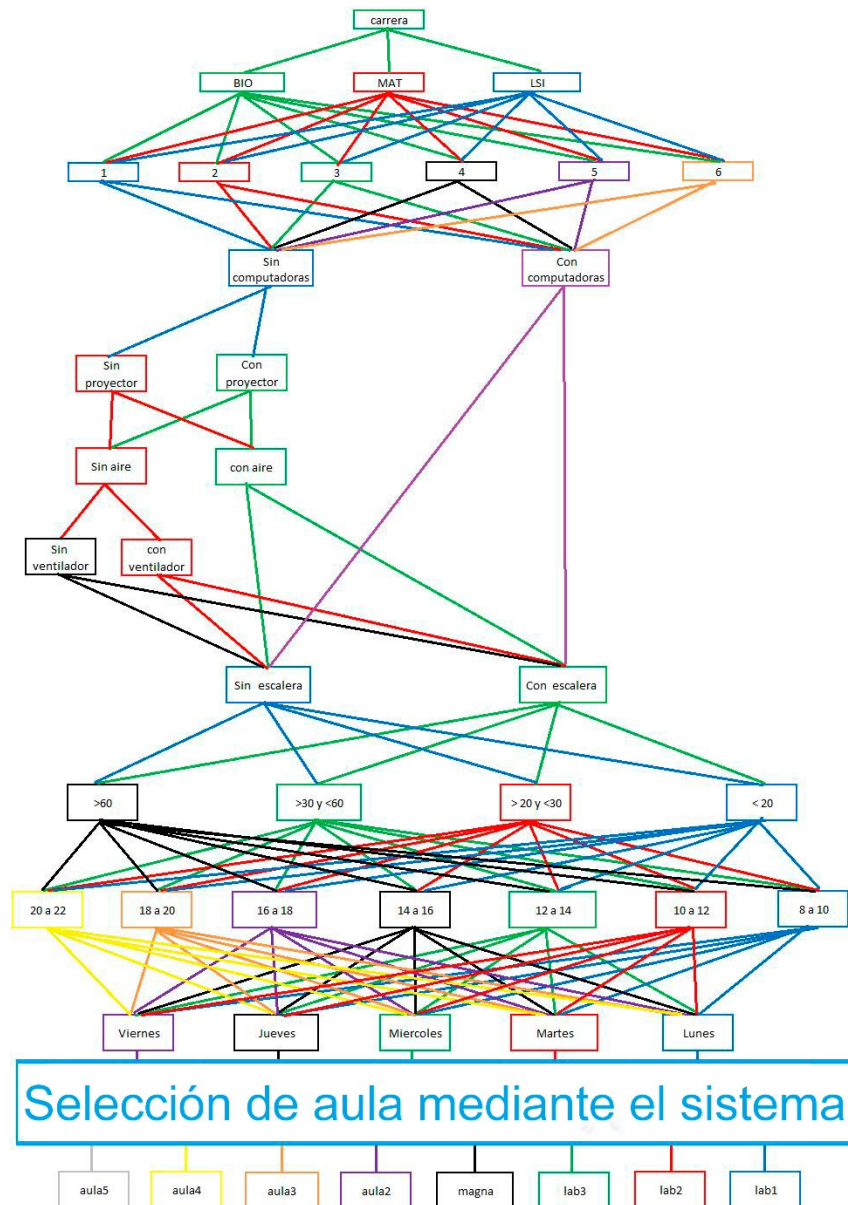 carrera
BIO
MAT
LSI
1
2
3
4
5
6
Sin
computadoras
Con
computadoras
Sin
proyector
Con
proyector
Sin aire
con aire
Sin
ventilador
con
ventilador
Sin escalera
Con escalera
>60
>30 y <60
> 20 y <30
< 20
20 a 22
18 a 20
16 a 18
14 a 16
12 a 14
10 a 12
8 a 10
Viernes
Jueves
Miercoles
Martes
Lunes
Selección de aula mediante el sistema
aula5
aula4
aula3
aula2
magna
lab3
lab2
lab1